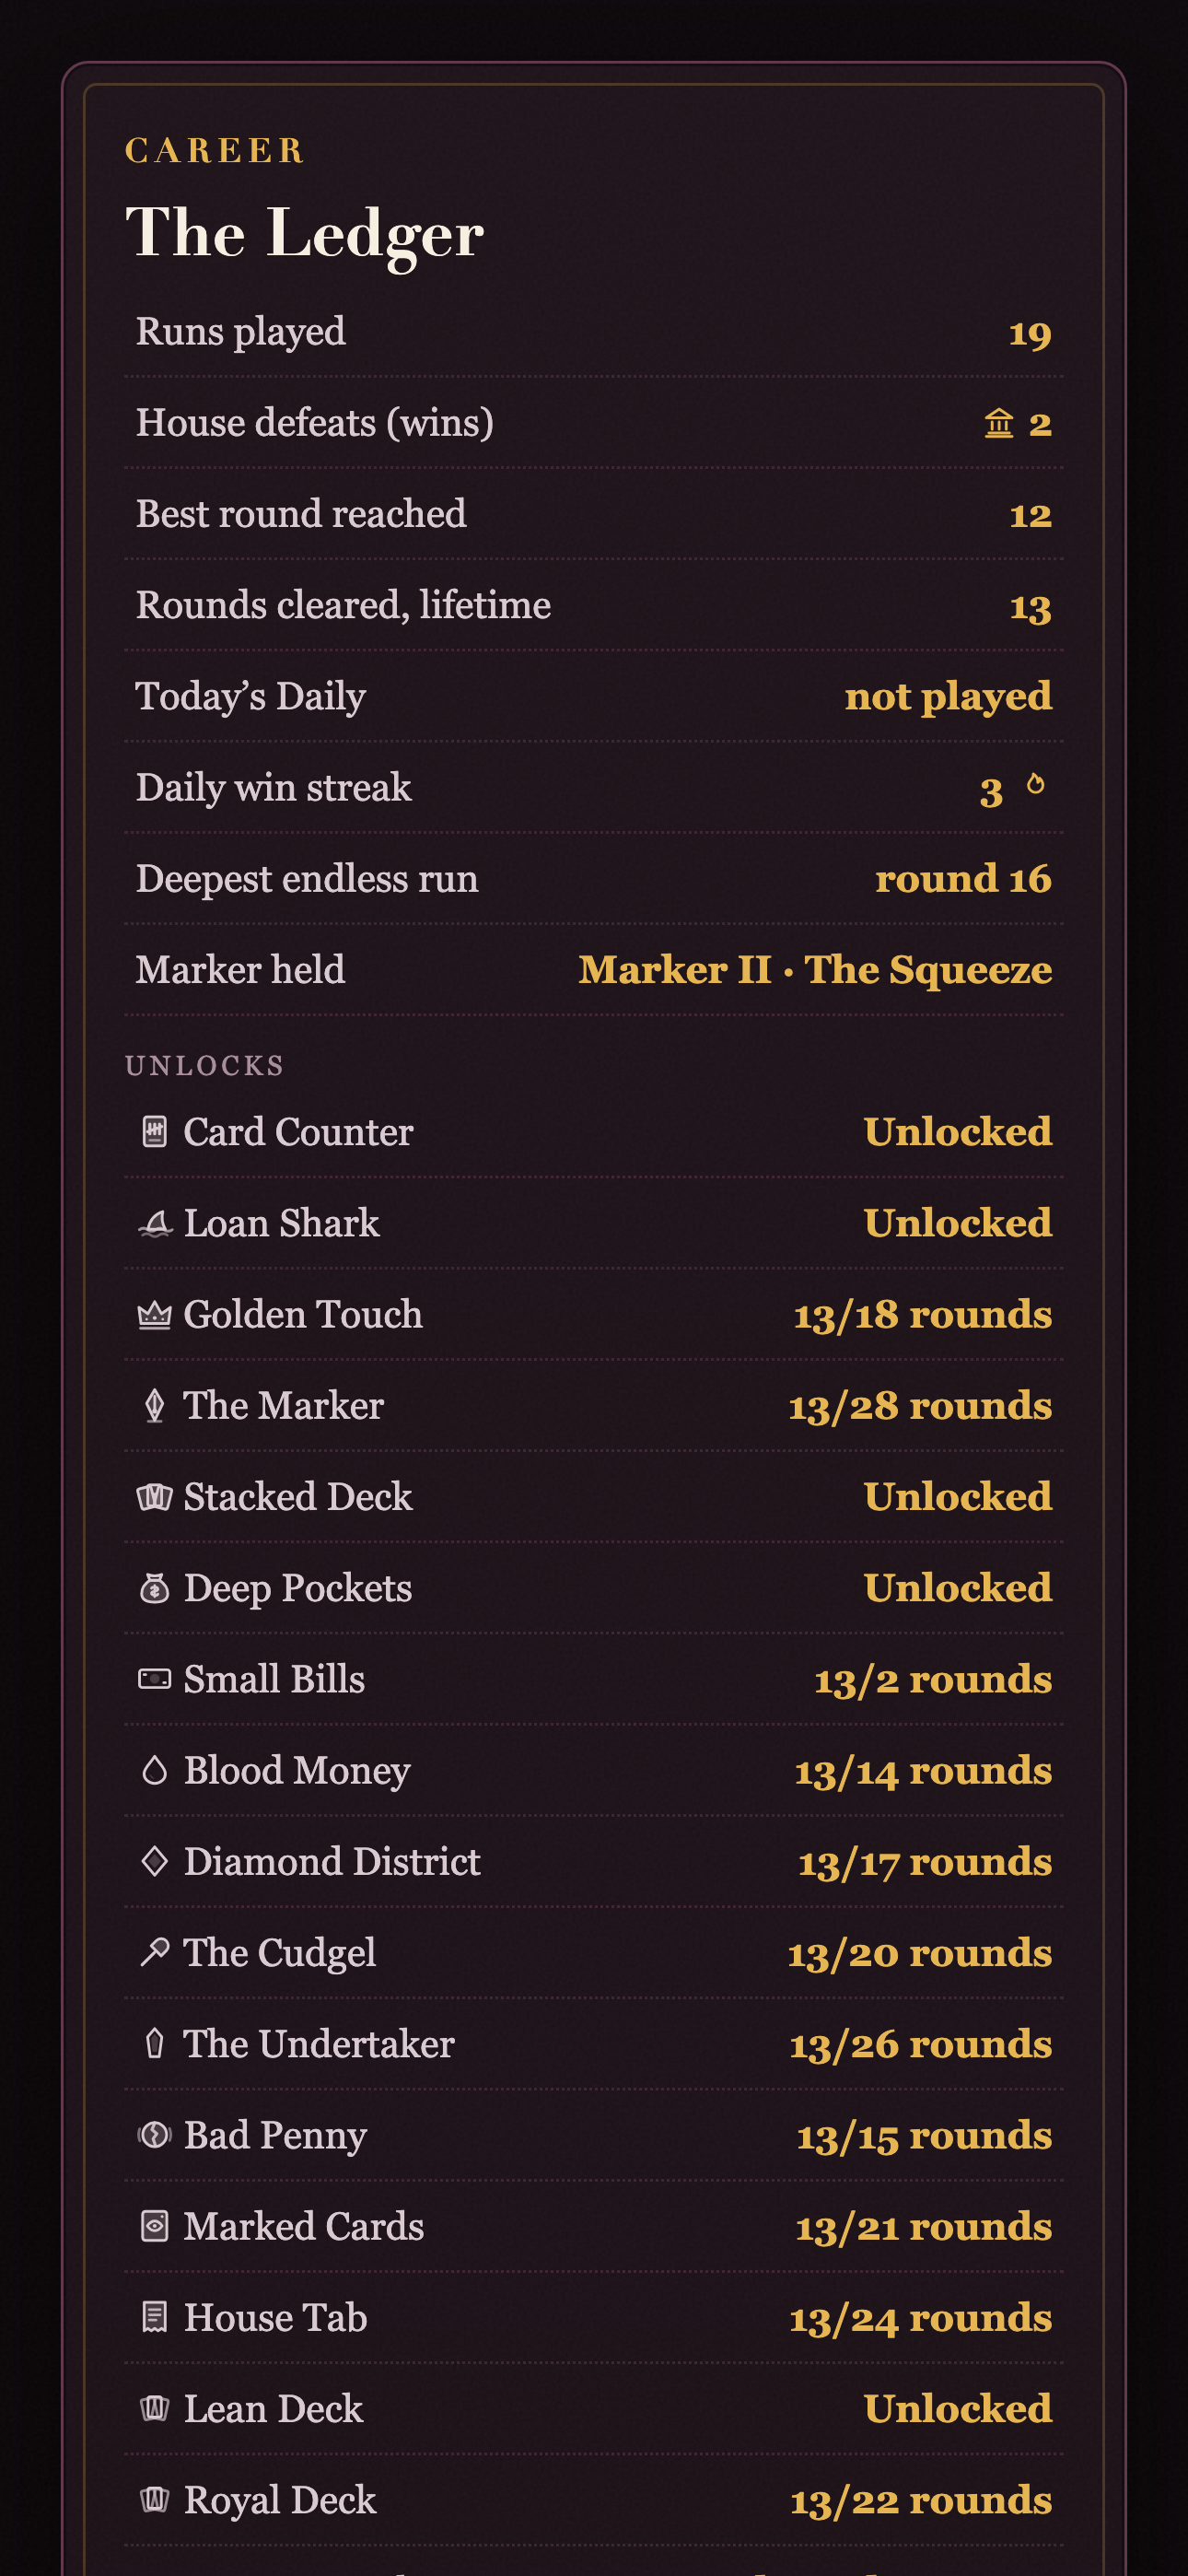 CAREER
The Ledger
Runs played 19
House defeats (wins) 2
Best round reached 12
Rounds cleared, lifetime 13
Today’s Daily not played
Daily win streak 3
Deepest endless run round 16
Marker held Marker II · The Squeeze
UNLOCKS
Card Counter Unlocked
Loan Shark Unlocked
Golden Touch 13/18 rounds
The Marker 13/28 rounds
Stacked Deck Unlocked
Deep Pockets Unlocked
Small Bills 13/2 rounds
Blood Money 13/14 rounds
Diamond District 13/17 rounds
The Cudgel 13/20 rounds
The Undertaker 13/26 rounds
Bad Penny 13/15 rounds
Marked Cards 13/21 rounds
House Tab 13/24 rounds
Lean Deck Unlocked
Royal Deck 13/22 rounds